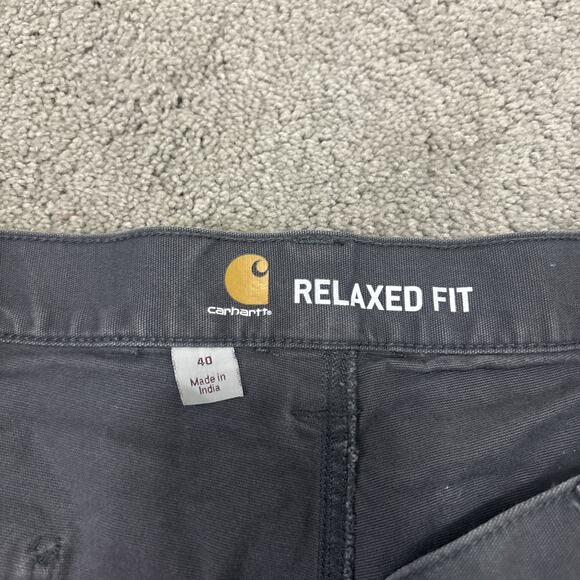 carhartt®
RELAXED FIT
40
Made in
India